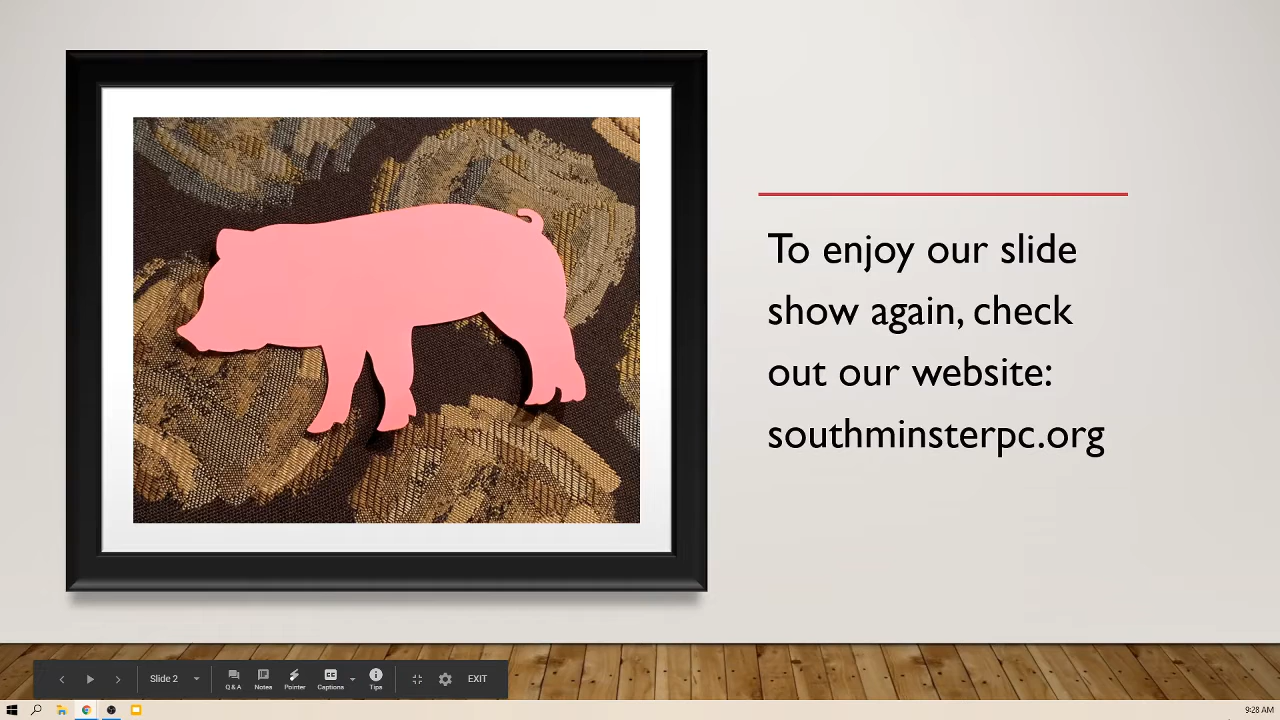 To enjoy our slide
show again, check
out our website:
southminsterpc.org
Slide 2
Q&A
Notes
Pointer
Captions
Tips
EXIT
9:28 AM